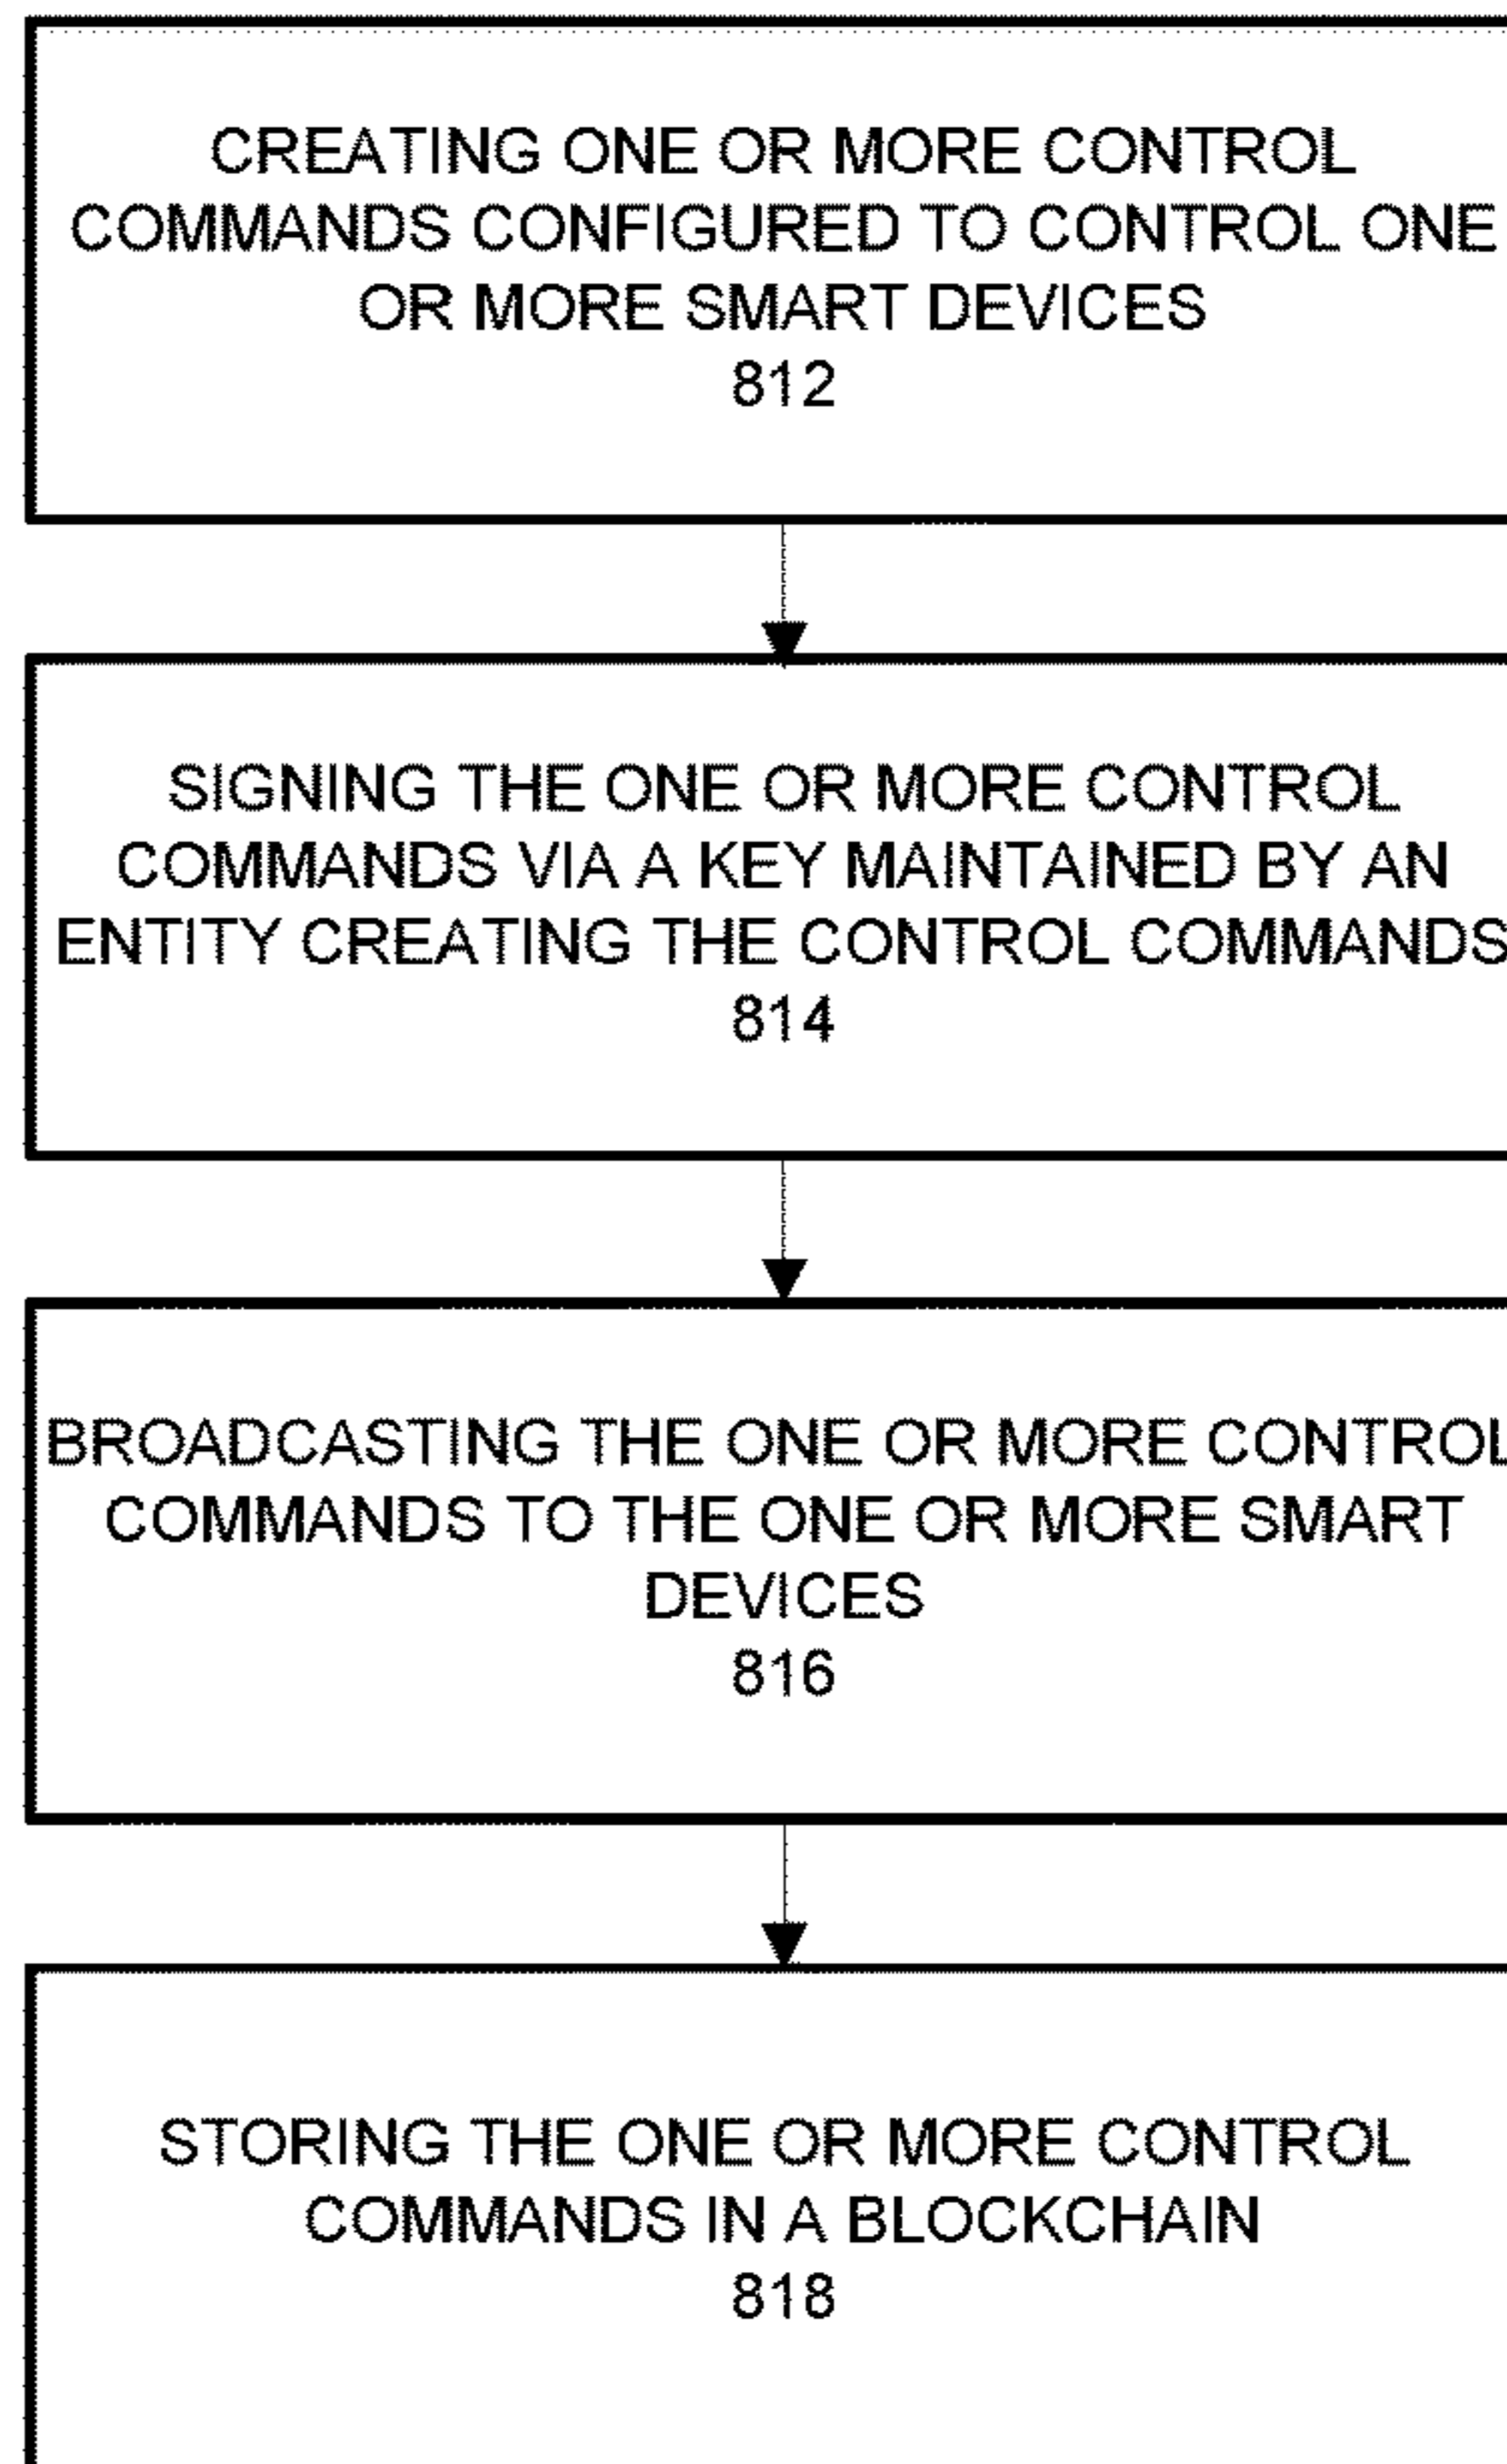 CREATING ONE OR MORE CONTROL
COMMANDS CONFIGURED TO CONTROL ONE
OR MORE SMART DEVICES
812
SIGNING THE ONE OR MORE CONTROL
COMMANDS VIA A KEY MAINTAINED BY AN
ENTITY CREATING THE CONTROL COMMANDS
814
BROADCASTING THE ONE OR MORE CONTROL
COMMANDS TO THE ONE OR MORE SMART
DEVICES
816
STORING THE ONE OR MORE CONTROL
COMMANDS IN A BLOCKCHAIN
818